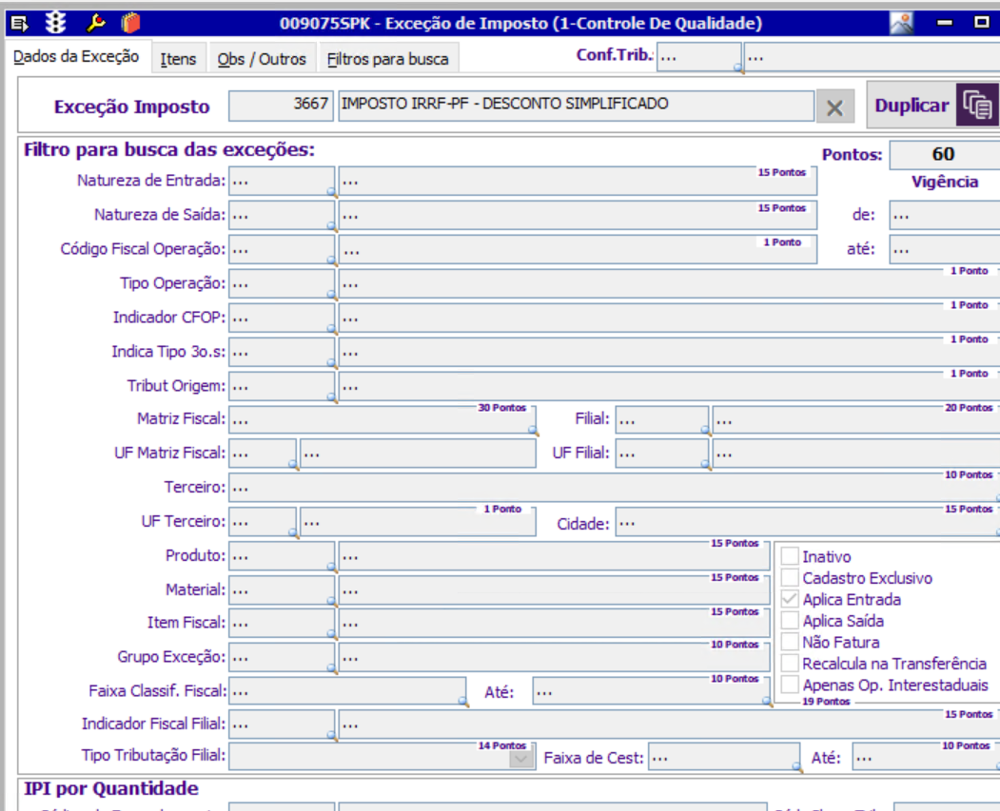 009075SPK - Exceção de Imposto (1-Controle De Qualidade)
Dados da Exceção Itens Obs / Outros Filtros para busca Conf.Trib.: ... ...
Exceção Imposto 3667 IMPOSTO IRRF-PF - DESCONTO SIMPLIFICADO Duplicar
Filtro para busca das exceções: Pontos: 60
Natureza de Entrada: ... ... 15 Pontos Vigência
Natureza de Saída: ... ... 15 Pontos de: ...
Código Fiscal Operação: ... ... 1 Ponto até: ...
Tipo Operação: ... ... 1 Ponto
Indicador CFOP: ... ... 1 Ponto
Indica Tipo 3o.s: ... ... 1 Ponto
Tribut Origem: ... ... 1 Ponto
Matriz Fiscal: ... 30 Pontos Filial: ... ... 20 Pontos
UF Matriz Fiscal: ... ... UF Filial: ... ...
Terceiro: ... 10 Pontos
UF Terceiro: ... ... 1 Ponto Cidade: ... 15 Pontos
Produto: ... ... 15 Pontos Inativo
Material: ... ... 15 Pontos Cadastro Exclusivo
Aplica Entrada
Item Fiscal: ... ... 15 Pontos Aplica Saída
Não Fatura
Grupo Exceção: ... ... 10 Pontos Recalcula na Transferência
Faixa Classif. Fiscal: ... Até: ... 10 Pontos Apenas Op. Interestaduais
19 Pontos
Indicador Fiscal Filial: ... ... 15 Pontos
Tipo Tributação Filial: 14 Pontos Faixa de Cest: ... Até: ... 10 Pontos
IPI por Quantidade